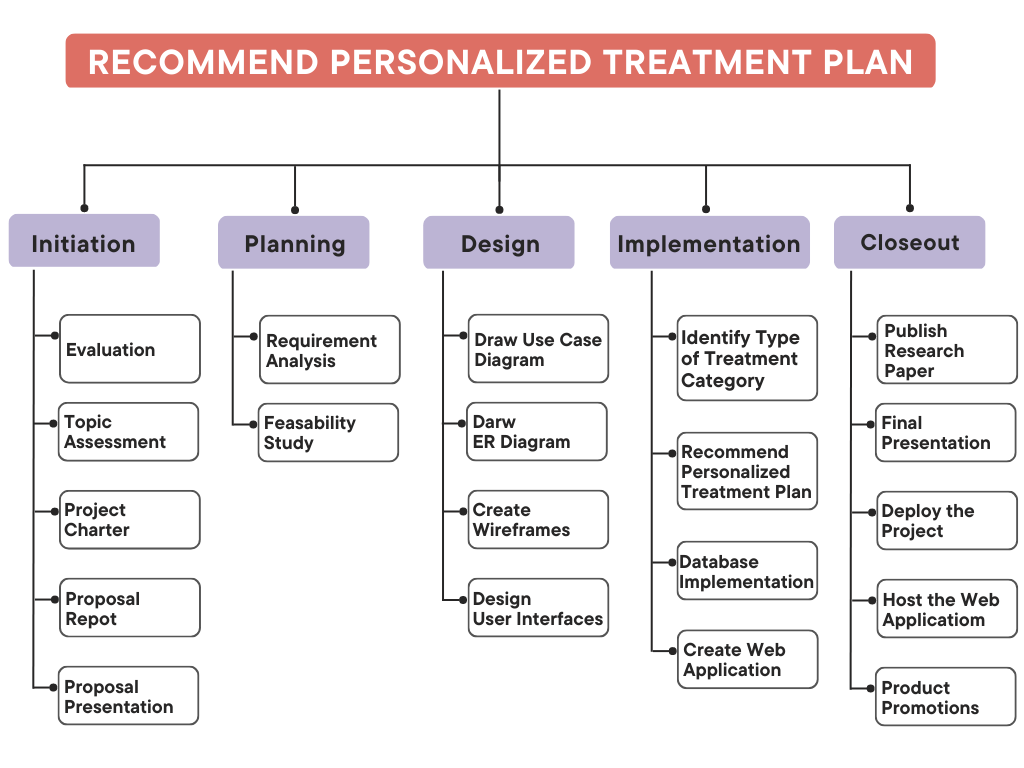 RECOMMEND PERSONALIZED TREATMENT PLAN
Initiation
Evaluation
Topic
Assessment
Project
Charter
Proposal
Repot
Proposal
Presentation
Planning
Requirement
Analysis
Feasability
Study
Design
Draw Use Case
Diagram
Darw
ER Diagram
Create
Wireframes
Design
User Interfaces
Implementation
Identify Type
of Treatment
Category
Recommend
Personalized
Treatment Plan
Database
Implementation
Create Web
Application
Closeout
Publish
Research
Paper
Final
Presentation
Deploy the
Project
Host the Web
Applicatiom
Product
Promotions